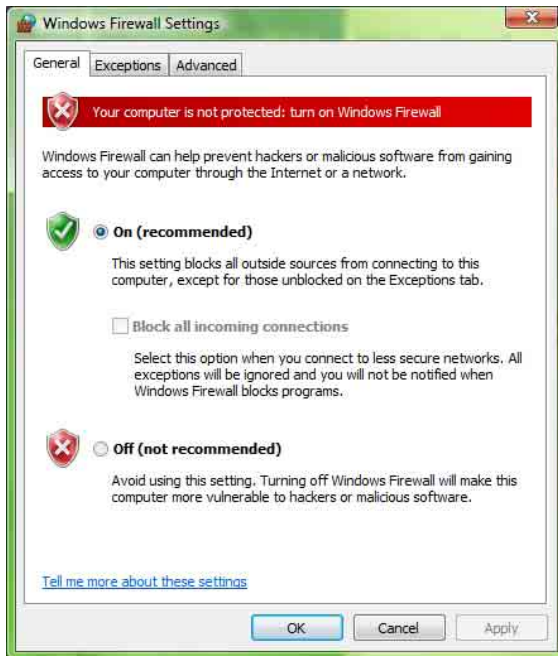 Windows Firewall Settings
General Exceptions Advanced
Your computer is not protected: turn on Windows Firewall
Windows Firewall can help prevent hackers or malicious software from gaining
access to your computer through the Internet or a network.
On (recommended)
This setting blocks all outside sources from connecting to this
computer, except for those unblocked on the Exceptions tab.
Block all incoming connections
Select this option when you connect to less secure networks. All
exceptions will be ignored and you will not be notified when
Windows Firewall blocks programs.
Off (not recommended)
Avoid using this setting. Turning off Windows Firewall will make this
computer more vulnerable to hackers or malicious software.
Tell me more about these settings
OK Cancel Apply